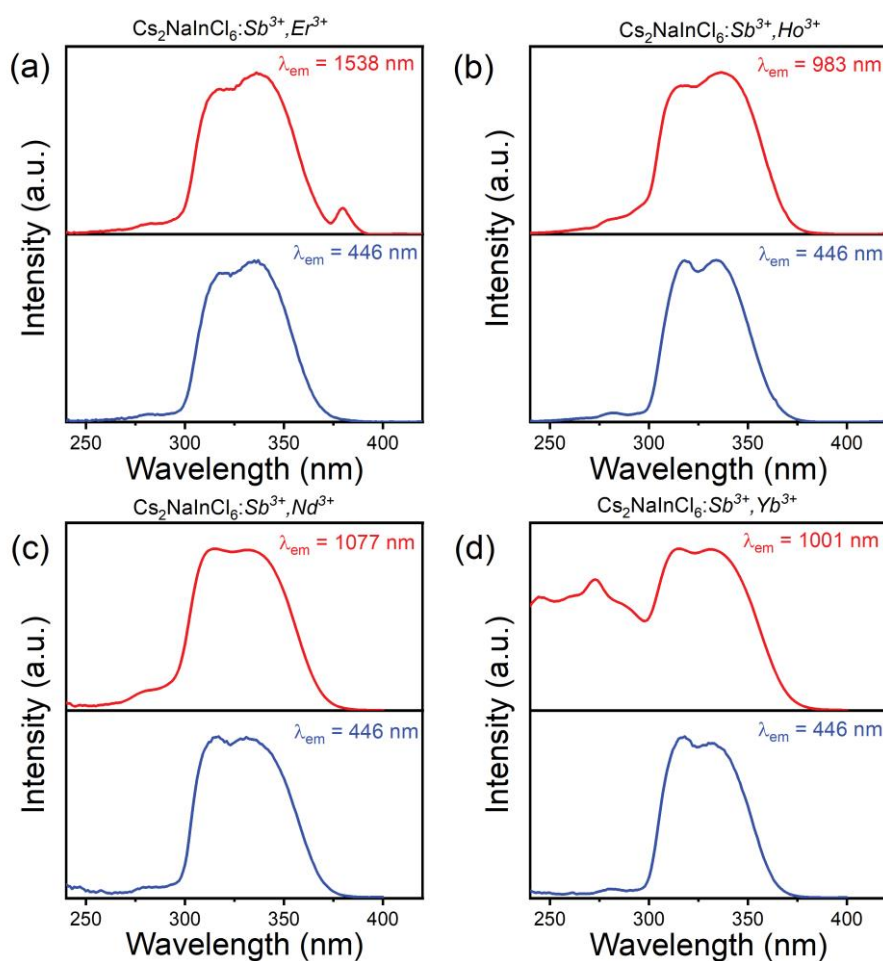 Cs₂NaInCl₆:Sb³⁺,Er³⁺
(a)
λem = 1538 nm
λem = 446 nm
Intensity (a.u.)
250 300 350 400
Wavelength (nm)
Cs₂NaInCl₆:Sb³⁺,Ho³⁺
(b)
λem = 983 nm
λem = 446 nm
Intensity (a.u.)
250 300 350 400
Wavelength (nm)
Cs₂NaInCl₆:Sb³⁺,Nd³⁺
(c)
λem = 1077 nm
λem = 446 nm
Intensity (a.u.)
250 300 350 400
Wavelength (nm)
Cs₂NaInCl₆:Sb³⁺,Yb³⁺
(d)
λem = 1001 nm
λem = 446 nm
Intensity (a.u.)
250 300 350 400
Wavelength (nm)